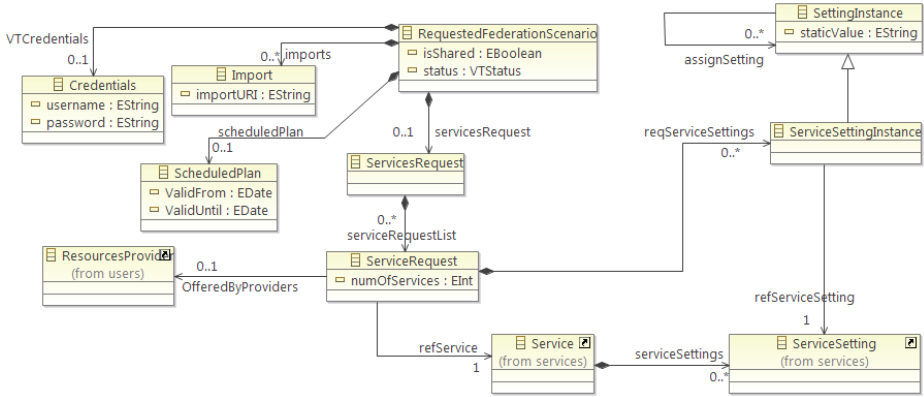 VTCredentials
0..1
Credentials
username : EString
password : EString
imports
0..*
Import
importURI : EString
RequestedFederationScenario
isShared : EBoolean
status : VTStatus
SettingInstance
staticValue : EString
0..*
assignSetting
scheduledPlan
0..1
ScheduledPlan
ValidFrom : EDate
ValidUntil : EDate
servicesRequest
0..1
ServicesRequest
reqServiceSettings
0..*
ServiceSettingInstance
0..*
serviceRequestList
ResourcesProvider
(from users)
0..1
OfferedByProviders
ServiceRequest
numOfServices : EInt
refServiceSetting
1
refService
1
Service
(from services)
serviceSettings
0..*
ServiceSetting
(from services)